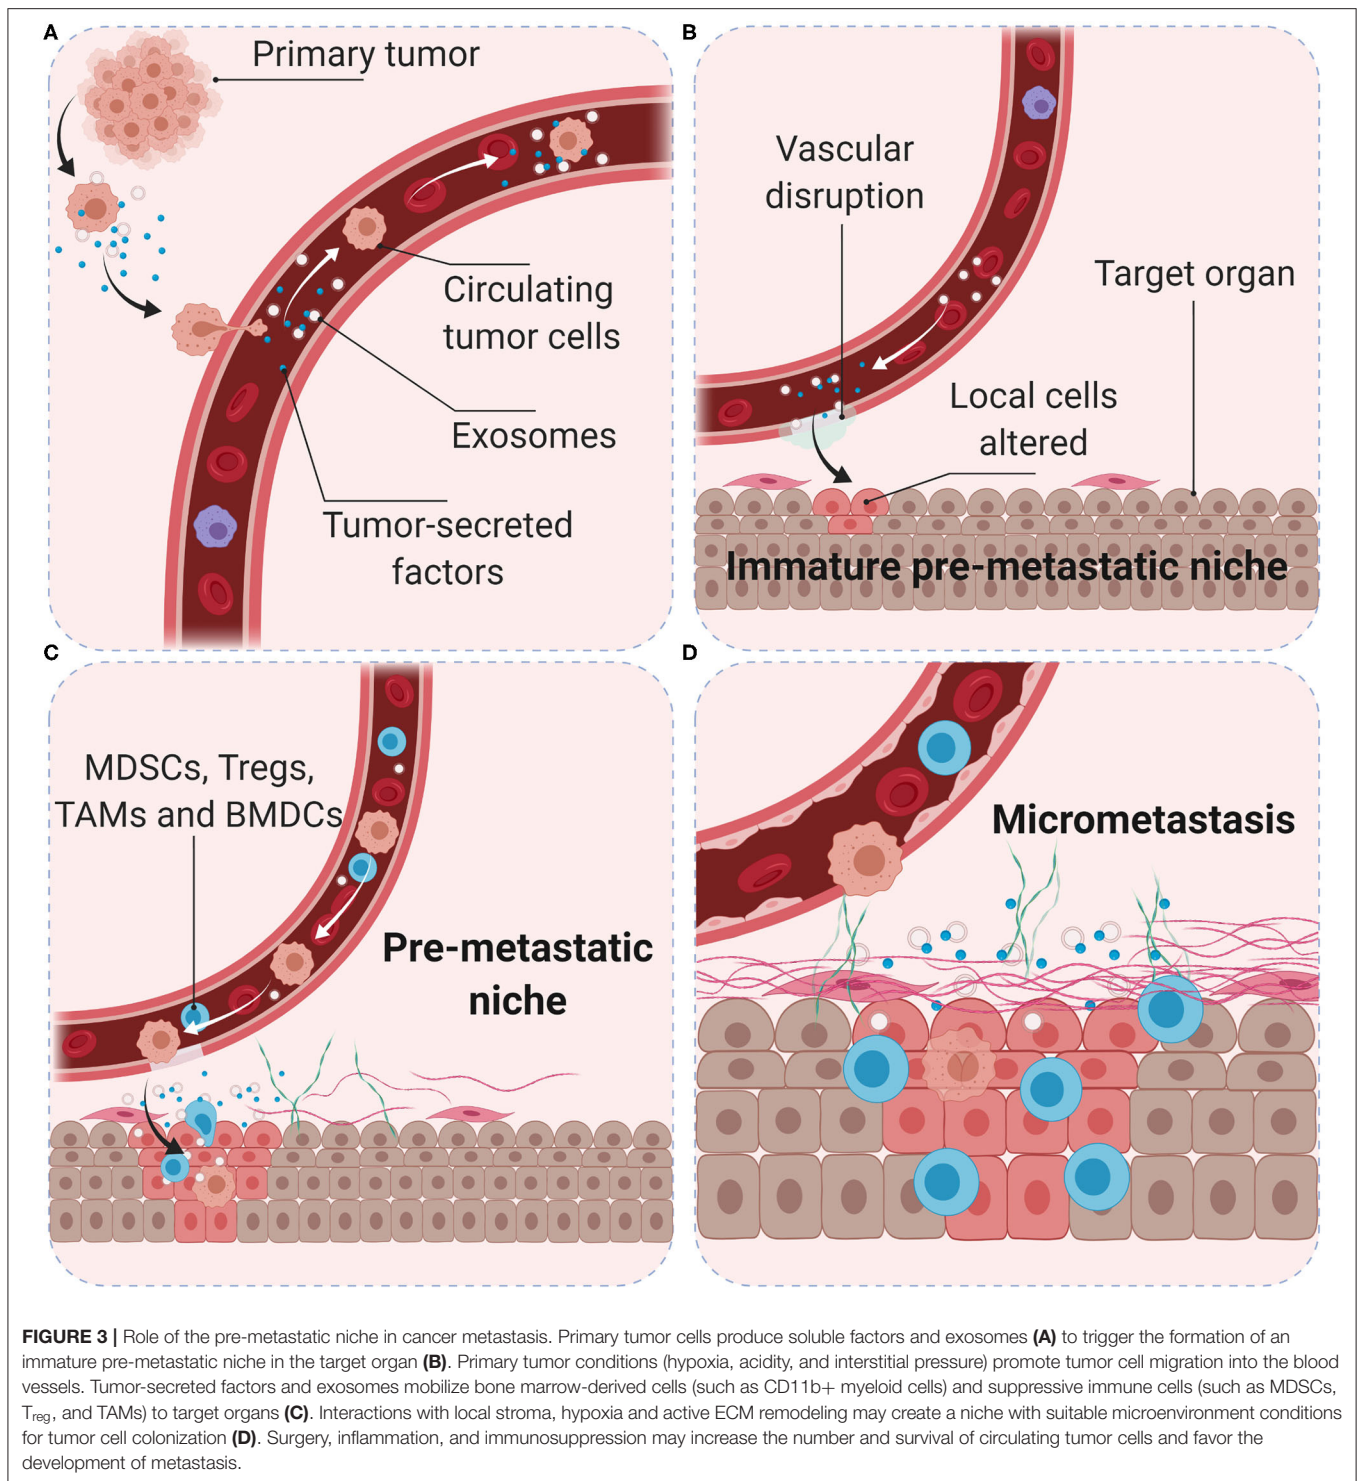 A
Primary tumor
Circulating
tumor cells
Exosomes
Tumor-secreted
factors
B
Vascular
disruption
Target organ
Local cells
altered
Immature pre-metastatic niche
C
MDSCs, Tregs,
TAMs and BMDCs
Pre-metastatic
niche
D
Micrometastasis
FIGURE 3 | Role of the pre-metastatic niche in cancer metastasis. Primary tumor cells produce soluble factors and exosomes (A) to trigger the formation of an
immature pre-metastatic niche in the target organ (B). Primary tumor conditions (hypoxia, acidity, and interstitial pressure) promote tumor cell migration into the blood
vessels. Tumor-secreted factors and exosomes mobilize bone marrow-derived cells (such as CD11b+ myeloid cells) and suppressive immune cells (such as MDSCs,
Treg, and TAMs) to target organs (C). Interactions with local stroma, hypoxia and active ECM remodeling may create a niche with suitable microenvironment conditions
for tumor cell colonization (D). Surgery, inflammation, and immunosuppression may increase the number and survival of circulating tumor cells and favor the
development of metastasis.